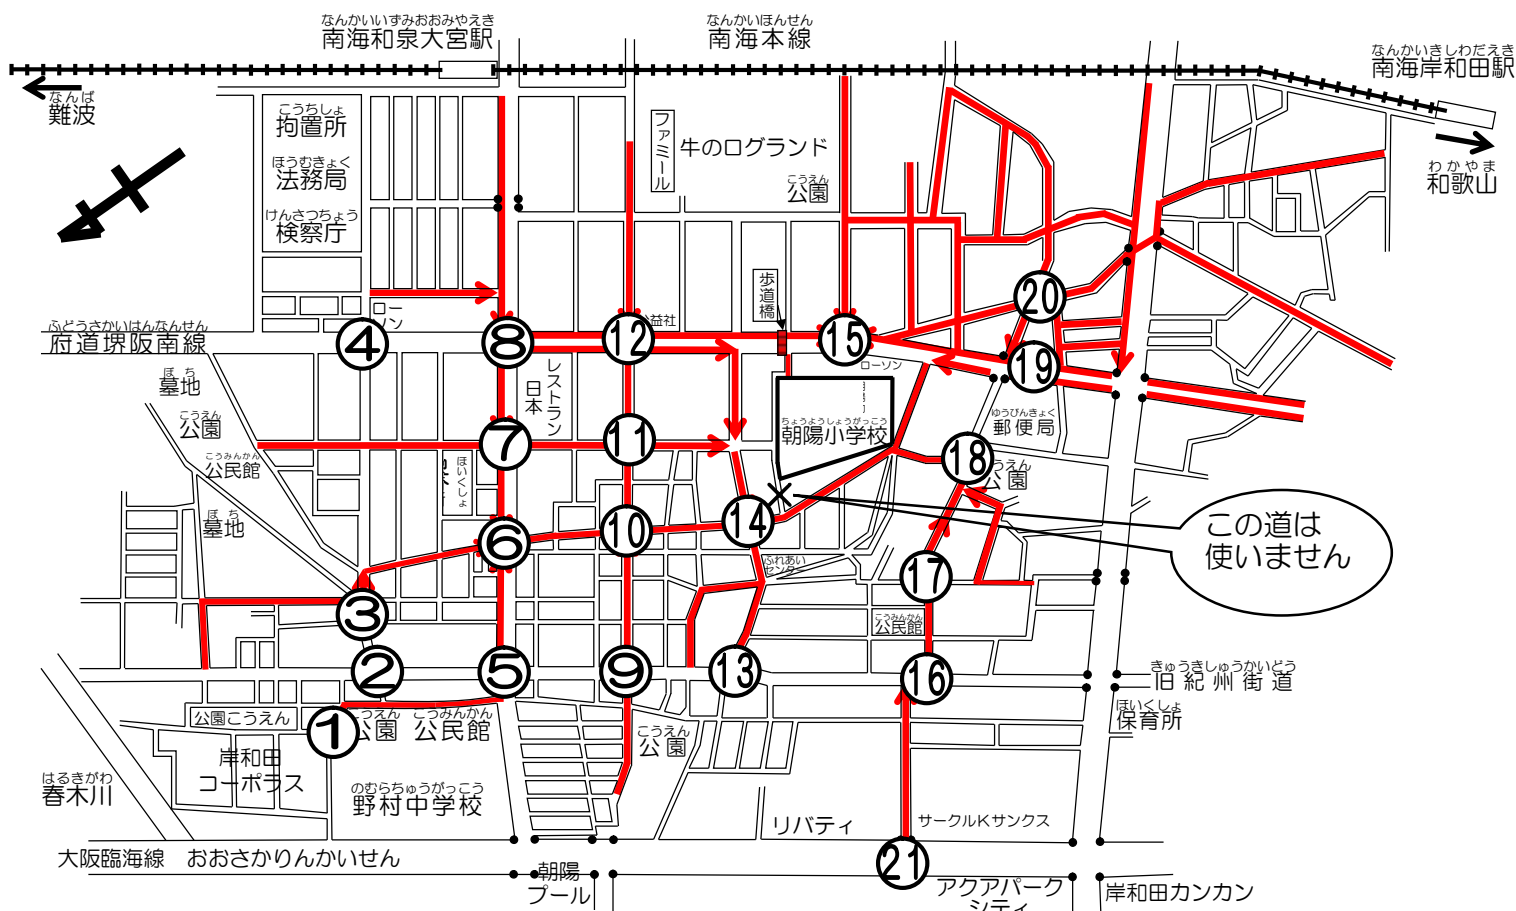 なんかいいずみおおみやえき
南海和泉大宮駅
なんかいほんせん
南海本線
なんかいきしわだえき
南海岸和田駅
なんば
難波
わかやま
和歌山
こうちしょ
拘置所
ほうむきょく
法務局
けんさつちょう
検察庁
ファミール
牛の口グランド
こうえん
公園
歩道橋
ローソン
益社
ふどうさかいはんなんせん
府道堺阪南線
④
⑧
⑫
⑮
⑳
⑲
ローソン
ぼち
墓地
レストラン
日本
こうえん
公園
こうみんかん
公民館
ほいくしょ
⑦
⑪
ちょうようしょうがっこう
朝陽小学校
ゆうびんきょく
郵便局
⑱
うえん
公園
ぼち
墓地
⑥
⑩
⑭
この道は
使いません
ふれあい
センター
③
⑰
こうみんかん
公民館
②
⑤
⑨
⑬
⑯
きゅうきしゅうかいどう
旧紀州街道
ほいくしょ
保育所
公園こうえん
①
こうえん
公園
こうみんかん
公民館
こうえん
公園
岸和田
コーポラス
はるきがわ
春木川
のむらちゅうがっこう
野村中学校
リバティ
サークルKサンクス
大阪臨海線 おおさかりんかいせん
朝陽
プール
㉑
アクアパーク
シティ
岸和田カンカン